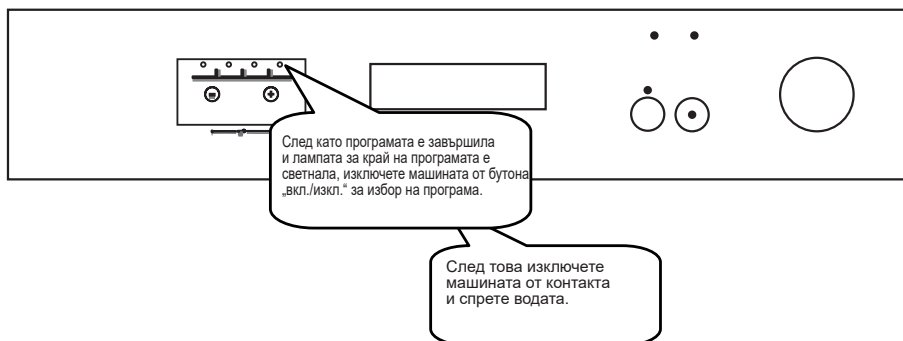 След като програмата е завършила
и лампата за край на програмата е
светнала, изключете машината от бутона
„вкл./изкл.“ за избор на програма.
След това изключете
машината от контакта
и спрете водата.